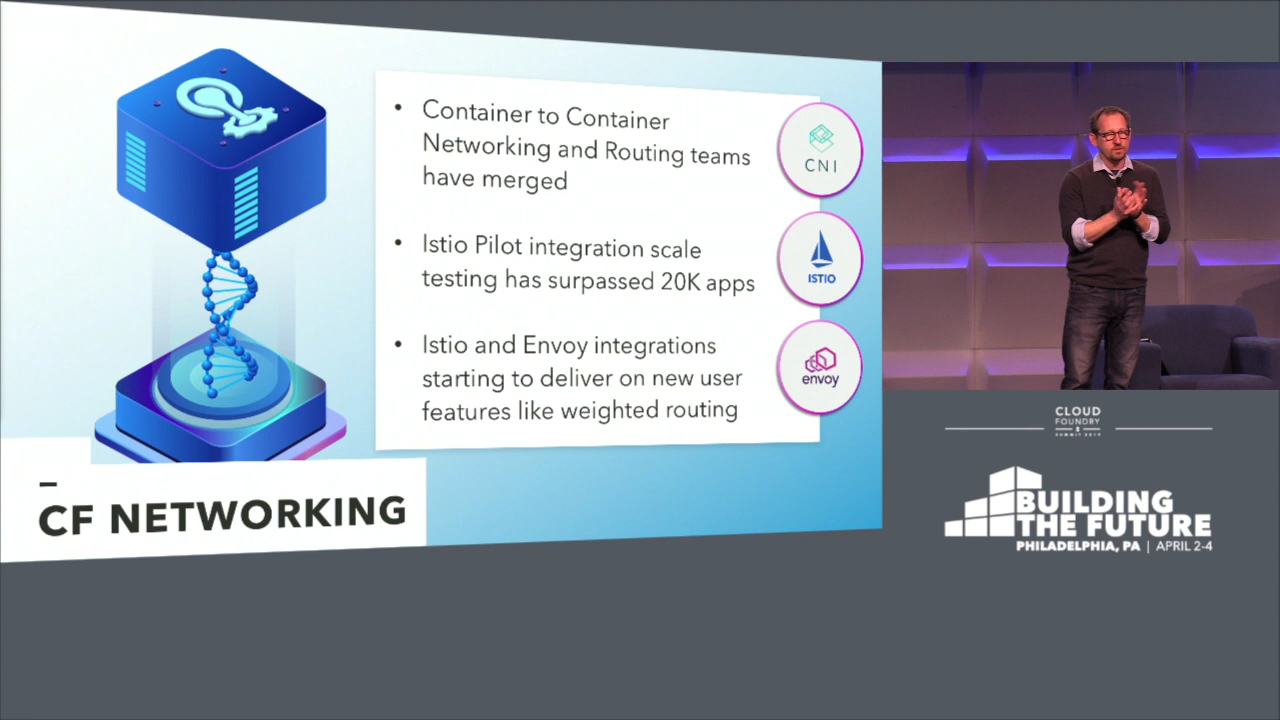 • Container to Container
Networking and Routing teams
have merged
• Istio Pilot integration scale
testing has surpassed 20K apps
• Istio and Envoy integrations
starting to deliver on new user
features like weighted routing
CNI
ISTIO
envoy
CF NETWORKING
CLOUD
FOUNDRY
SUMMIT 2019
BUILDING
THE FUTURE
PHILADELPHIA, PA | APRIL 2-4